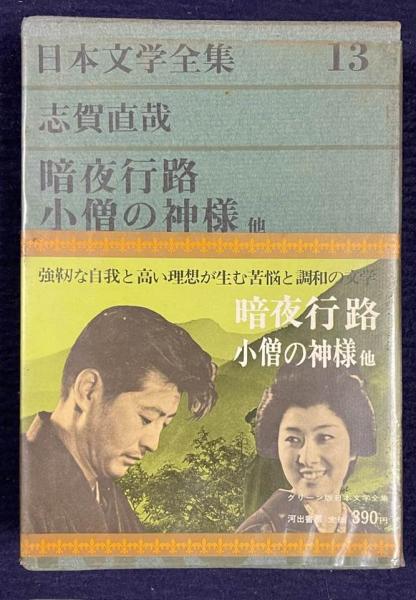 日本文学全集 13
志賀直哉
暗夜行路
小僧の神様 他
強靱な自我と高い理想が生む苦悩と調和の文学
暗夜行路
小僧の神様 他
グリーン版日本文学全集
河出書房 390円